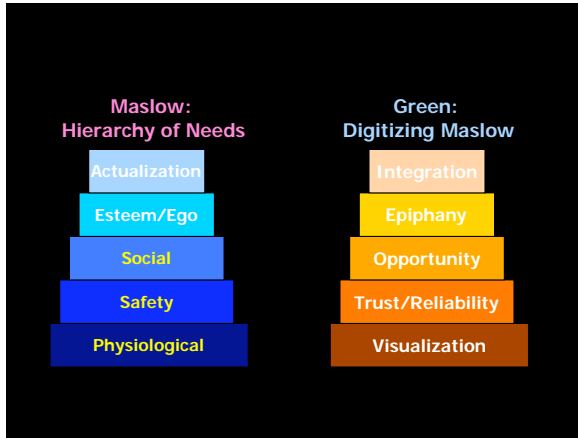 Maslow:
Hierarchy of Needs
Actualization
Esteem/Ego
Social
Safety
Physiological
Green:
Digitizing Maslow
Integration
Epiphany
Opportunity
Trust/Reliability
Visualization